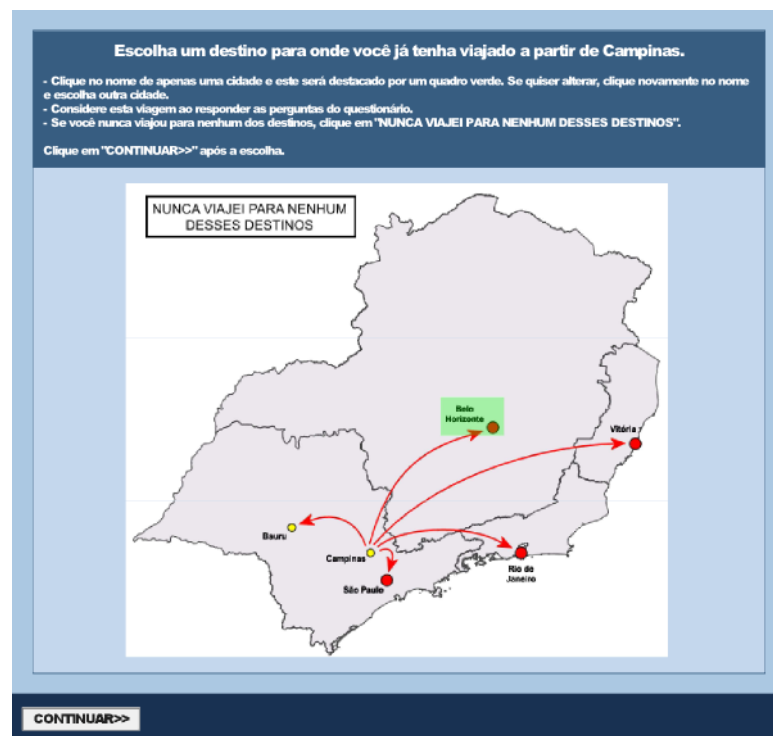 Escolha um destino para onde você já tenha viajado a partir de Campinas.
- Clique no nome de apenas uma cidade e este será destacado por um quadro verde. Se quiser alterar, clique novamente no nome
e escolha outra cidade.
- Considere esta viagem ao responder as perguntas do questionário.
- Se você nunca viajou para nenhum dos destinos, clique em "NUNCA VIAJEI PARA NENHUM DESSES DESTINOS".
Clique em "CONTINUAR>>" após a escolha.
NUNCA VIAJEI PARA NENHUM
DESSES DESTINOS
Belo
Horizonte
Vitória
Bauru
Campinas
São Paulo
Rio de
Janeiro
CONTINUAR>>